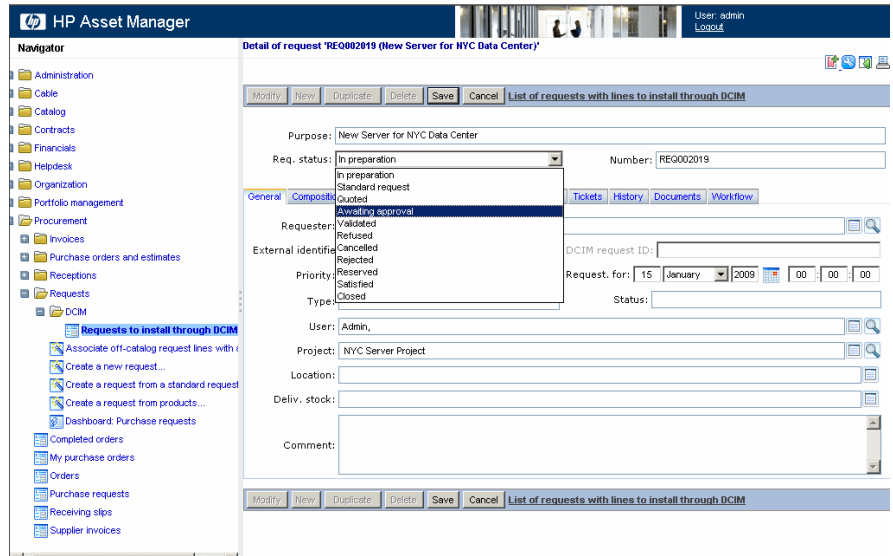 hp HP Asset Manager
User: admin
Logout
Navigator
Administration
Cable
Catalog
Contracts
Financials
Helpdesk
Organization
Portfolio management
Procurement
Invoices
Purchase orders and estimates
Receptions
Requests
DCIM
Requests to install through DCIM
Associate off-catalog request lines with
Create a new request...
Create a request from a standard request
Create a request from products...
Dashboard: Purchase requests
Completed orders
My purchase orders
Orders
Purchase requests
Receiving slips
Supplier invoices
Detail of request 'REQ002019 (New Server for NYC Data Center)'
Modify New Duplicate Delete Save Cancel List of requests with lines to install through DCIM
Purpose: New Server for NYC Data Center
Req. status: In preparation Number: REQ002019
In preparation
Standard request
Quoted
Awaiting approval
Validated
Refused
Cancelled
Rejected
Reserved
Satisfied
Closed
General Compositio Tickets History Documents Workflow
Requester:
External identifie DCIM request ID:
Priority: Request. for: 15 January 2009 00 : 00 : 00
Type: Status:
User: Admin,
Project: NYC Server Project
Location:
Deliv. stock:
Comment:
Modify New Duplicate Delete Save Cancel List of requests with lines to install through DCIM